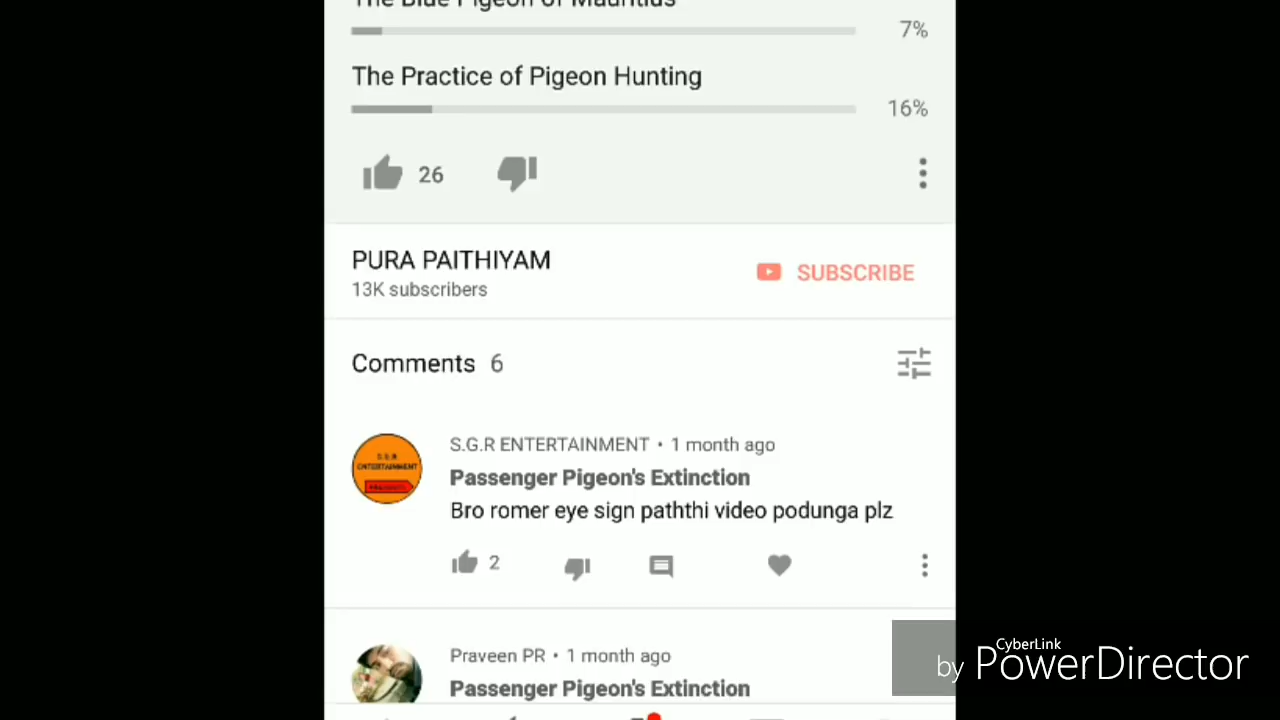 The Blue Pigeon of Mauritius
7%
The Practice of Pigeon Hunting
16%
26
PURA PAITHIYAM
13K subscribers
SUBSCRIBE
Comments 6
S.G.R ENTERTAINMENT • 1 month ago
S.G.R
ENTERTAINMENT
Passenger Pigeon's Extinction
Bro romer eye sign paththi video podunga plz
2
Praveen PR • 1 month ago
Passenger Pigeon's Extinction
CyberLink
by PowerDirector